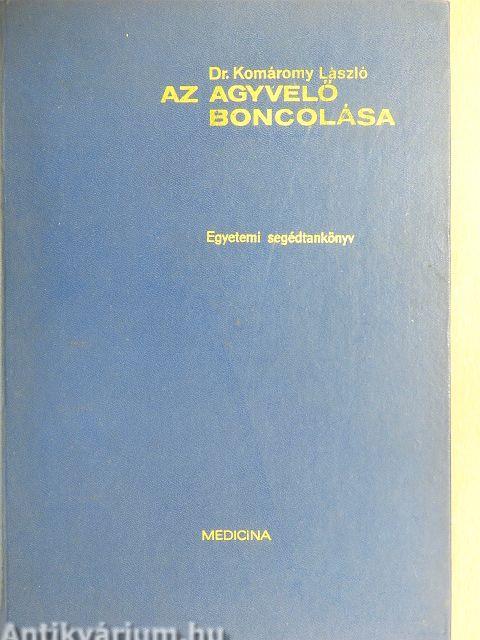 Dr. Komáromy László
AZ AGYVELŐ
BONCOLÁSA
Egyetemi segédtankönyv
MEDICINA
Antikvárium.hu